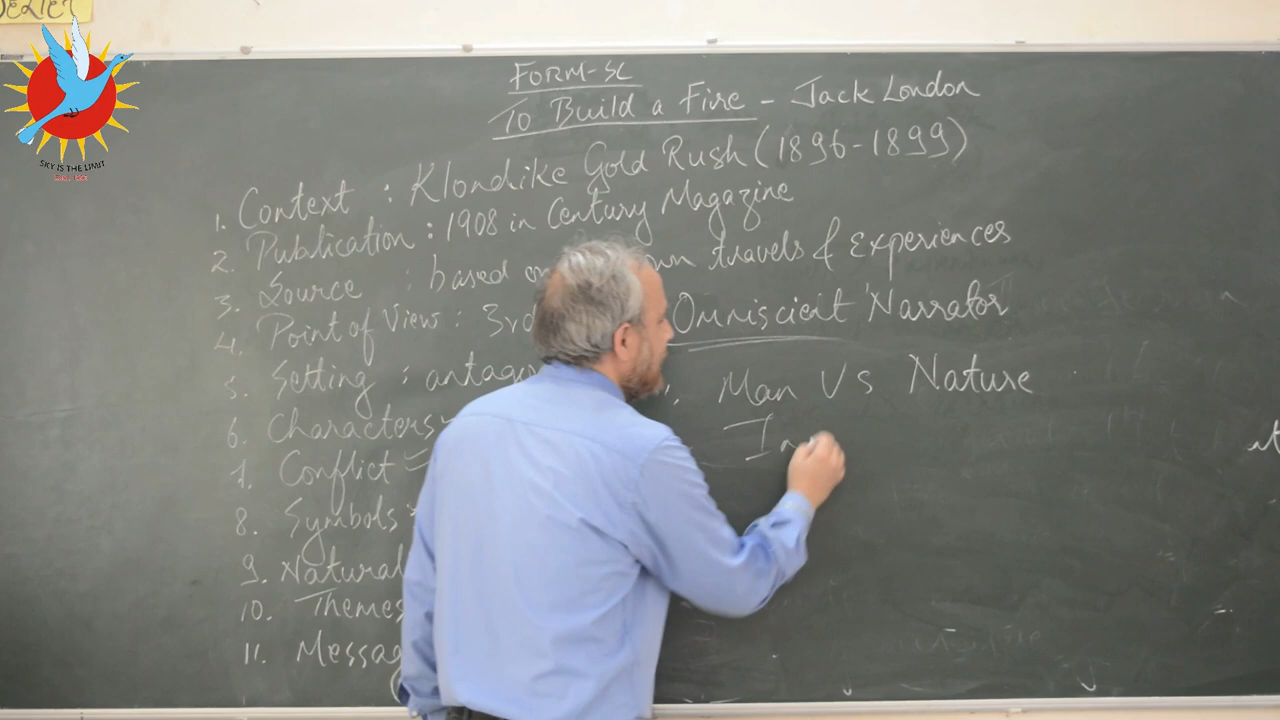 FORM-SC
To Build a Fire - Jack London
1. Context : Klondike Gold Rush (1896-1899)
2. Publication : 1908 in Century Magazine
3. Source : based on own travels & Experiences
4. Point of View : 3rd Omniscient Narrator
5. Setting : Man Vs Nature
6. Characters
7. Conflict
8. Symbols
9. Natural
10. Themes
11.
SKY IS THE LIMIT